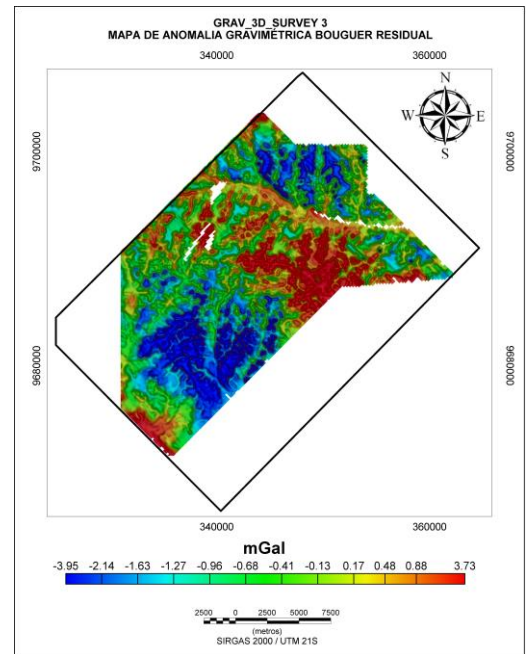 GRAV_3D_SURVEY 3
MAPA DE ANOMALIA GRAVIMÉTRICA BOUGUER RESIDUAL
340000 360000
N
W E
S
9700000 9700000
9680000 9680000
340000 360000
mGal
-3.95 -2.14 -1.63 -1.27 -0.96 -0.68 -0.41 -0.13 0.17 0.48 0.88 3.73
2500 0 2500 5000 7500
(metros)
SIRGAS 2000 / UTM 21S